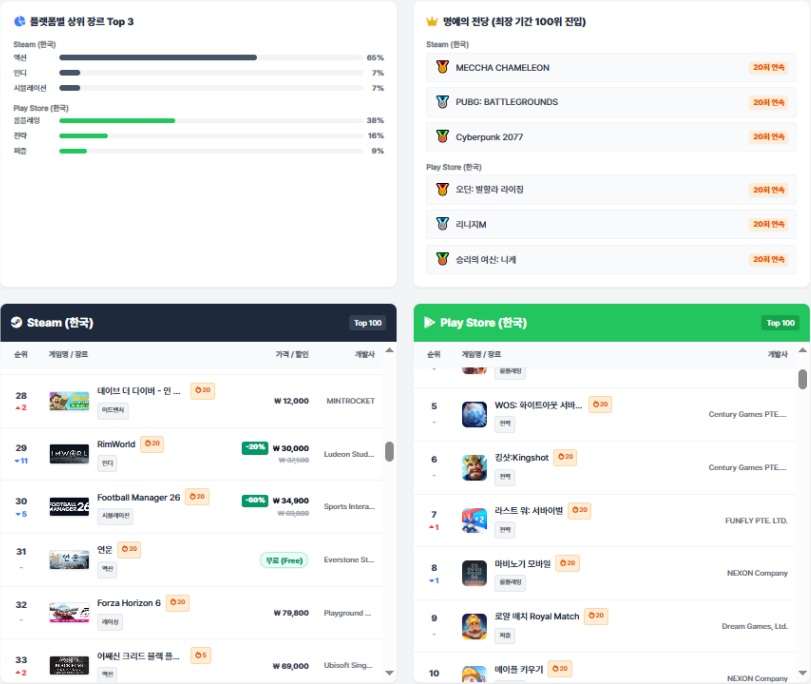 플랫폼별 상위 장르 Top 3
Steam (한국)
액션 65%
인디 7%
시뮬레이션 7%
Play Store (한국)
롤플레잉 38%
전략 16%
퍼즐 9%
명예의 전당 (최장 기간 100위 진입)
Steam (한국)
MECCHA CHAMELEON 20회 연속
PUBG: BATTLEGROUNDS 20회 연속
Cyberpunk 2077 20회 연속
Play Store (한국)
오딘: 발할라 라이징 20회 연속
리니지M 20회 연속
승리의 여신: 니케 20회 연속
Steam (한국) Top 100
순위 게임명 / 장르 가격 / 할인 개발사
28 데이브 더 다이버 - 인 ... 20 ₩ 12,000 MINTROCKET
2 어드벤처
29 RimWorld 20 -20% ₩ 30,000 Ludeon Stud...
11 인디 ₩ 37,500
30 Football Manager 26 20 -50% ₩ 34,900 Sports Intera...
5 시뮬레이션
31 연운 20 무료 (Free) Everstone St...
- 액션
32 Forza Horizon 6 20 ₩ 79,800 Playground ...
- 레이싱
33 어쌔신 크리드 블랙 플... 5 ₩ 69,000 Ubisoft Sing...
2 액션
Play Store (한국) Top 100
순위 게임명 / 장르 개발사
- 롤플레잉
5 WOS: 화이트아웃 서바... 20 Century Games PTE....
- 전략
6 킹샷:Kingshot 20 Century Games PTE....
- 전략
7 라스트 워: 서바이벌 20 FUNFLY PTE. LTD.
1 전략
8 마비노기 모바일 20 NEXON Company
1 롤플레잉
9 로얄 매치 Royal Match 20 Dream Games, Ltd.
- 퍼즐
10 메이플 키우기 20 NEXON Company